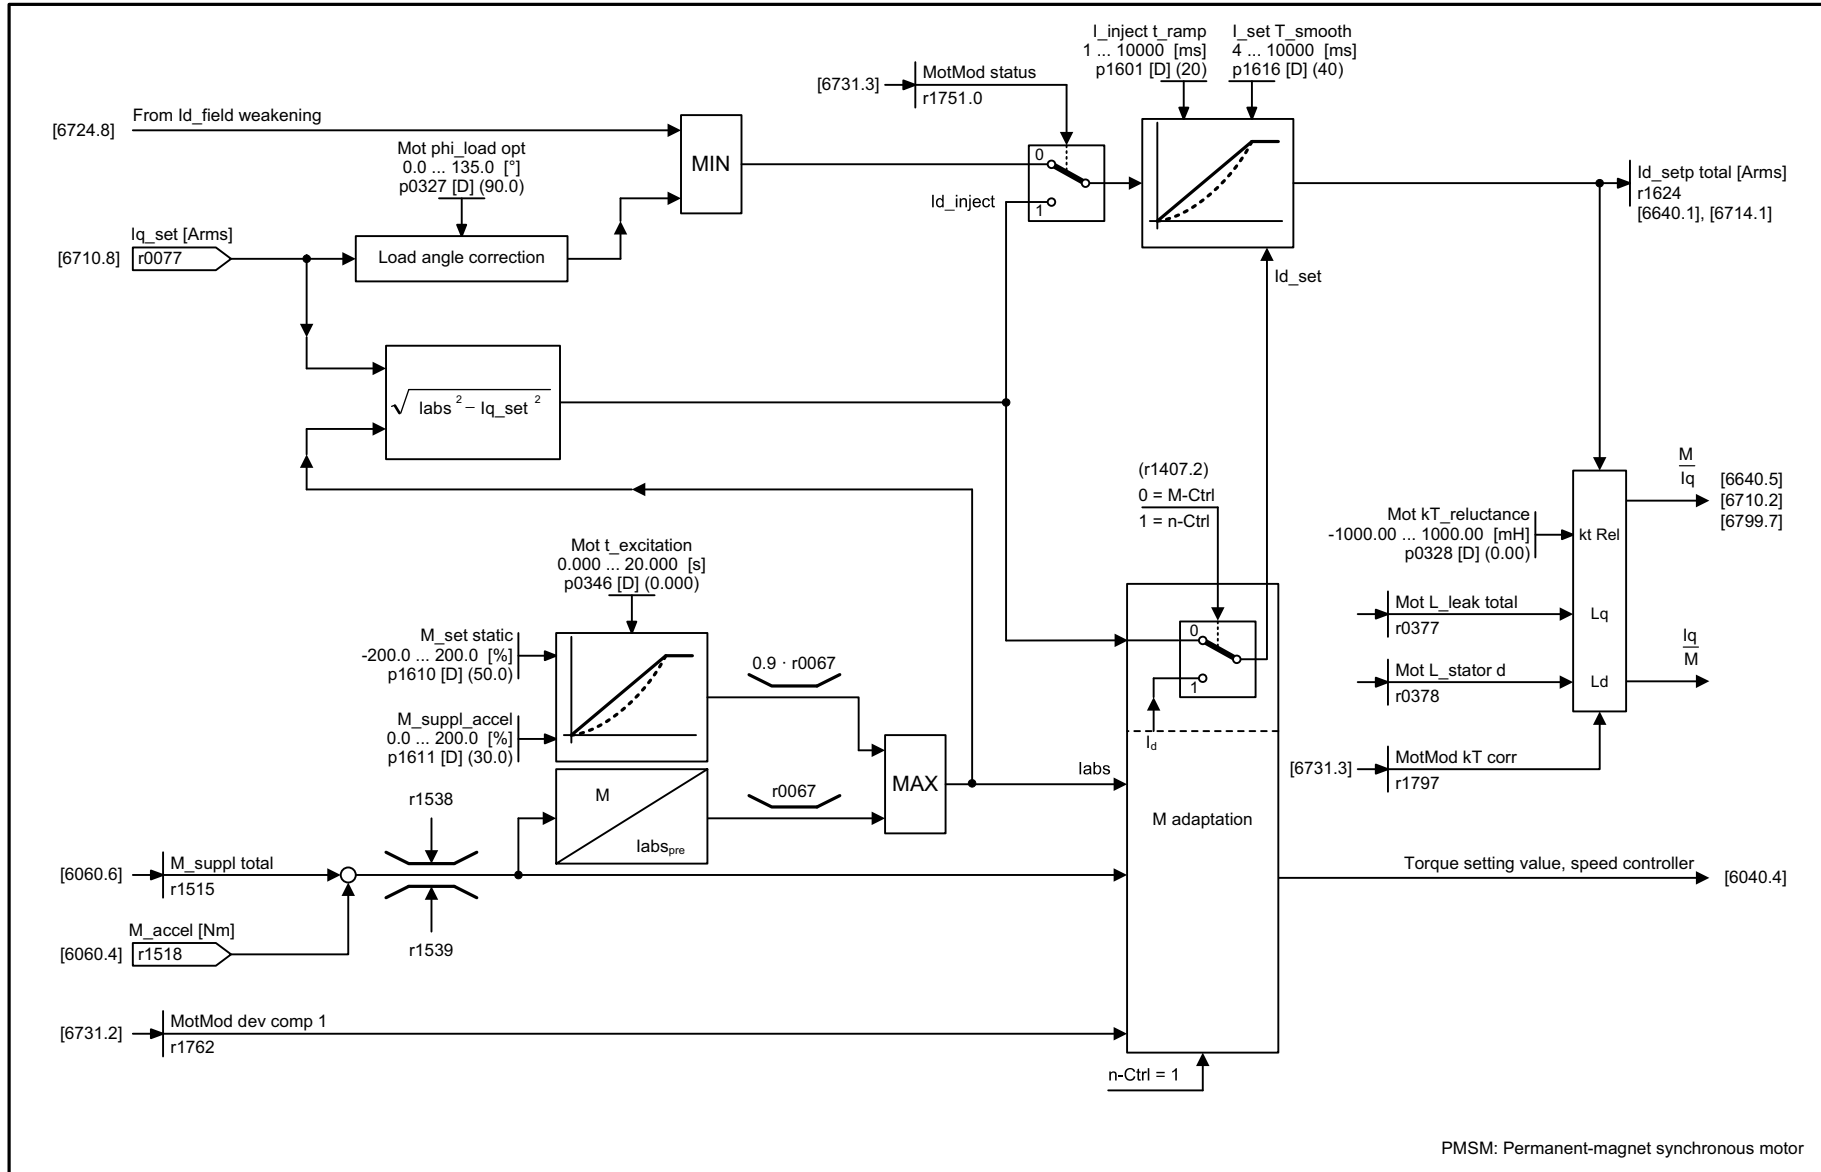 I_inject t_ramp
1 ... 10000 [ms]
p1601 [D] (20)
I_set T_smooth
4 ... 10000 [ms]
p1616 [D] (40)
[6731.3]
MotMod status
r1751.0
[6724.8]
From Id_field weakening
Mot phi_load opt
0.0 ... 135.0 [°]
p0327 [D] (90.0)
MIN
0
1
Id_inject
Id_setp total [Arms]
r1624
[6640.1], [6714.1]
Iq_set [Arms]
[6710.8]
r0077
Load angle correction
Id_set
√ Iabs ² – Iq_set ²
(r1407.2)
0 = M-Ctrl
1 = n-Ctrl
M
Iq
[6640.5]
[6710.2]
[6799.7]
Mot kT_reluctance
-1000.00 ... 1000.00 [mH]
p0328 [D] (0.00)
kt Rel
Mot t_excitation
0.000 ... 20.000 [s]
p0346 [D] (0.000)
M_set static
-200.0 ... 200.0 [%]
p1610 [D] (50.0)
0.9 · r0067
0
1
Mot L_leak total
r0377
Lq
Iq
M
Mot L_stator d
r0378
Ld
M_suppl_accel
0.0 ... 200.0 [%]
p1611 [D] (30.0)
Id
[6731.3]
MotMod kT corr
r1797
Iabs
MAX
r1538
M
Iabspre
r0067
M adaptation
[6060.6]
M_suppl total
r1515
Torque setting value, speed controller
[6040.4]
M_accel [Nm]
[6060.4]
r1518
r1539
[6731.2]
MotMod dev comp 1
r1762
n-Ctrl = 1
PMSM: Permanent-magnet synchronous motor